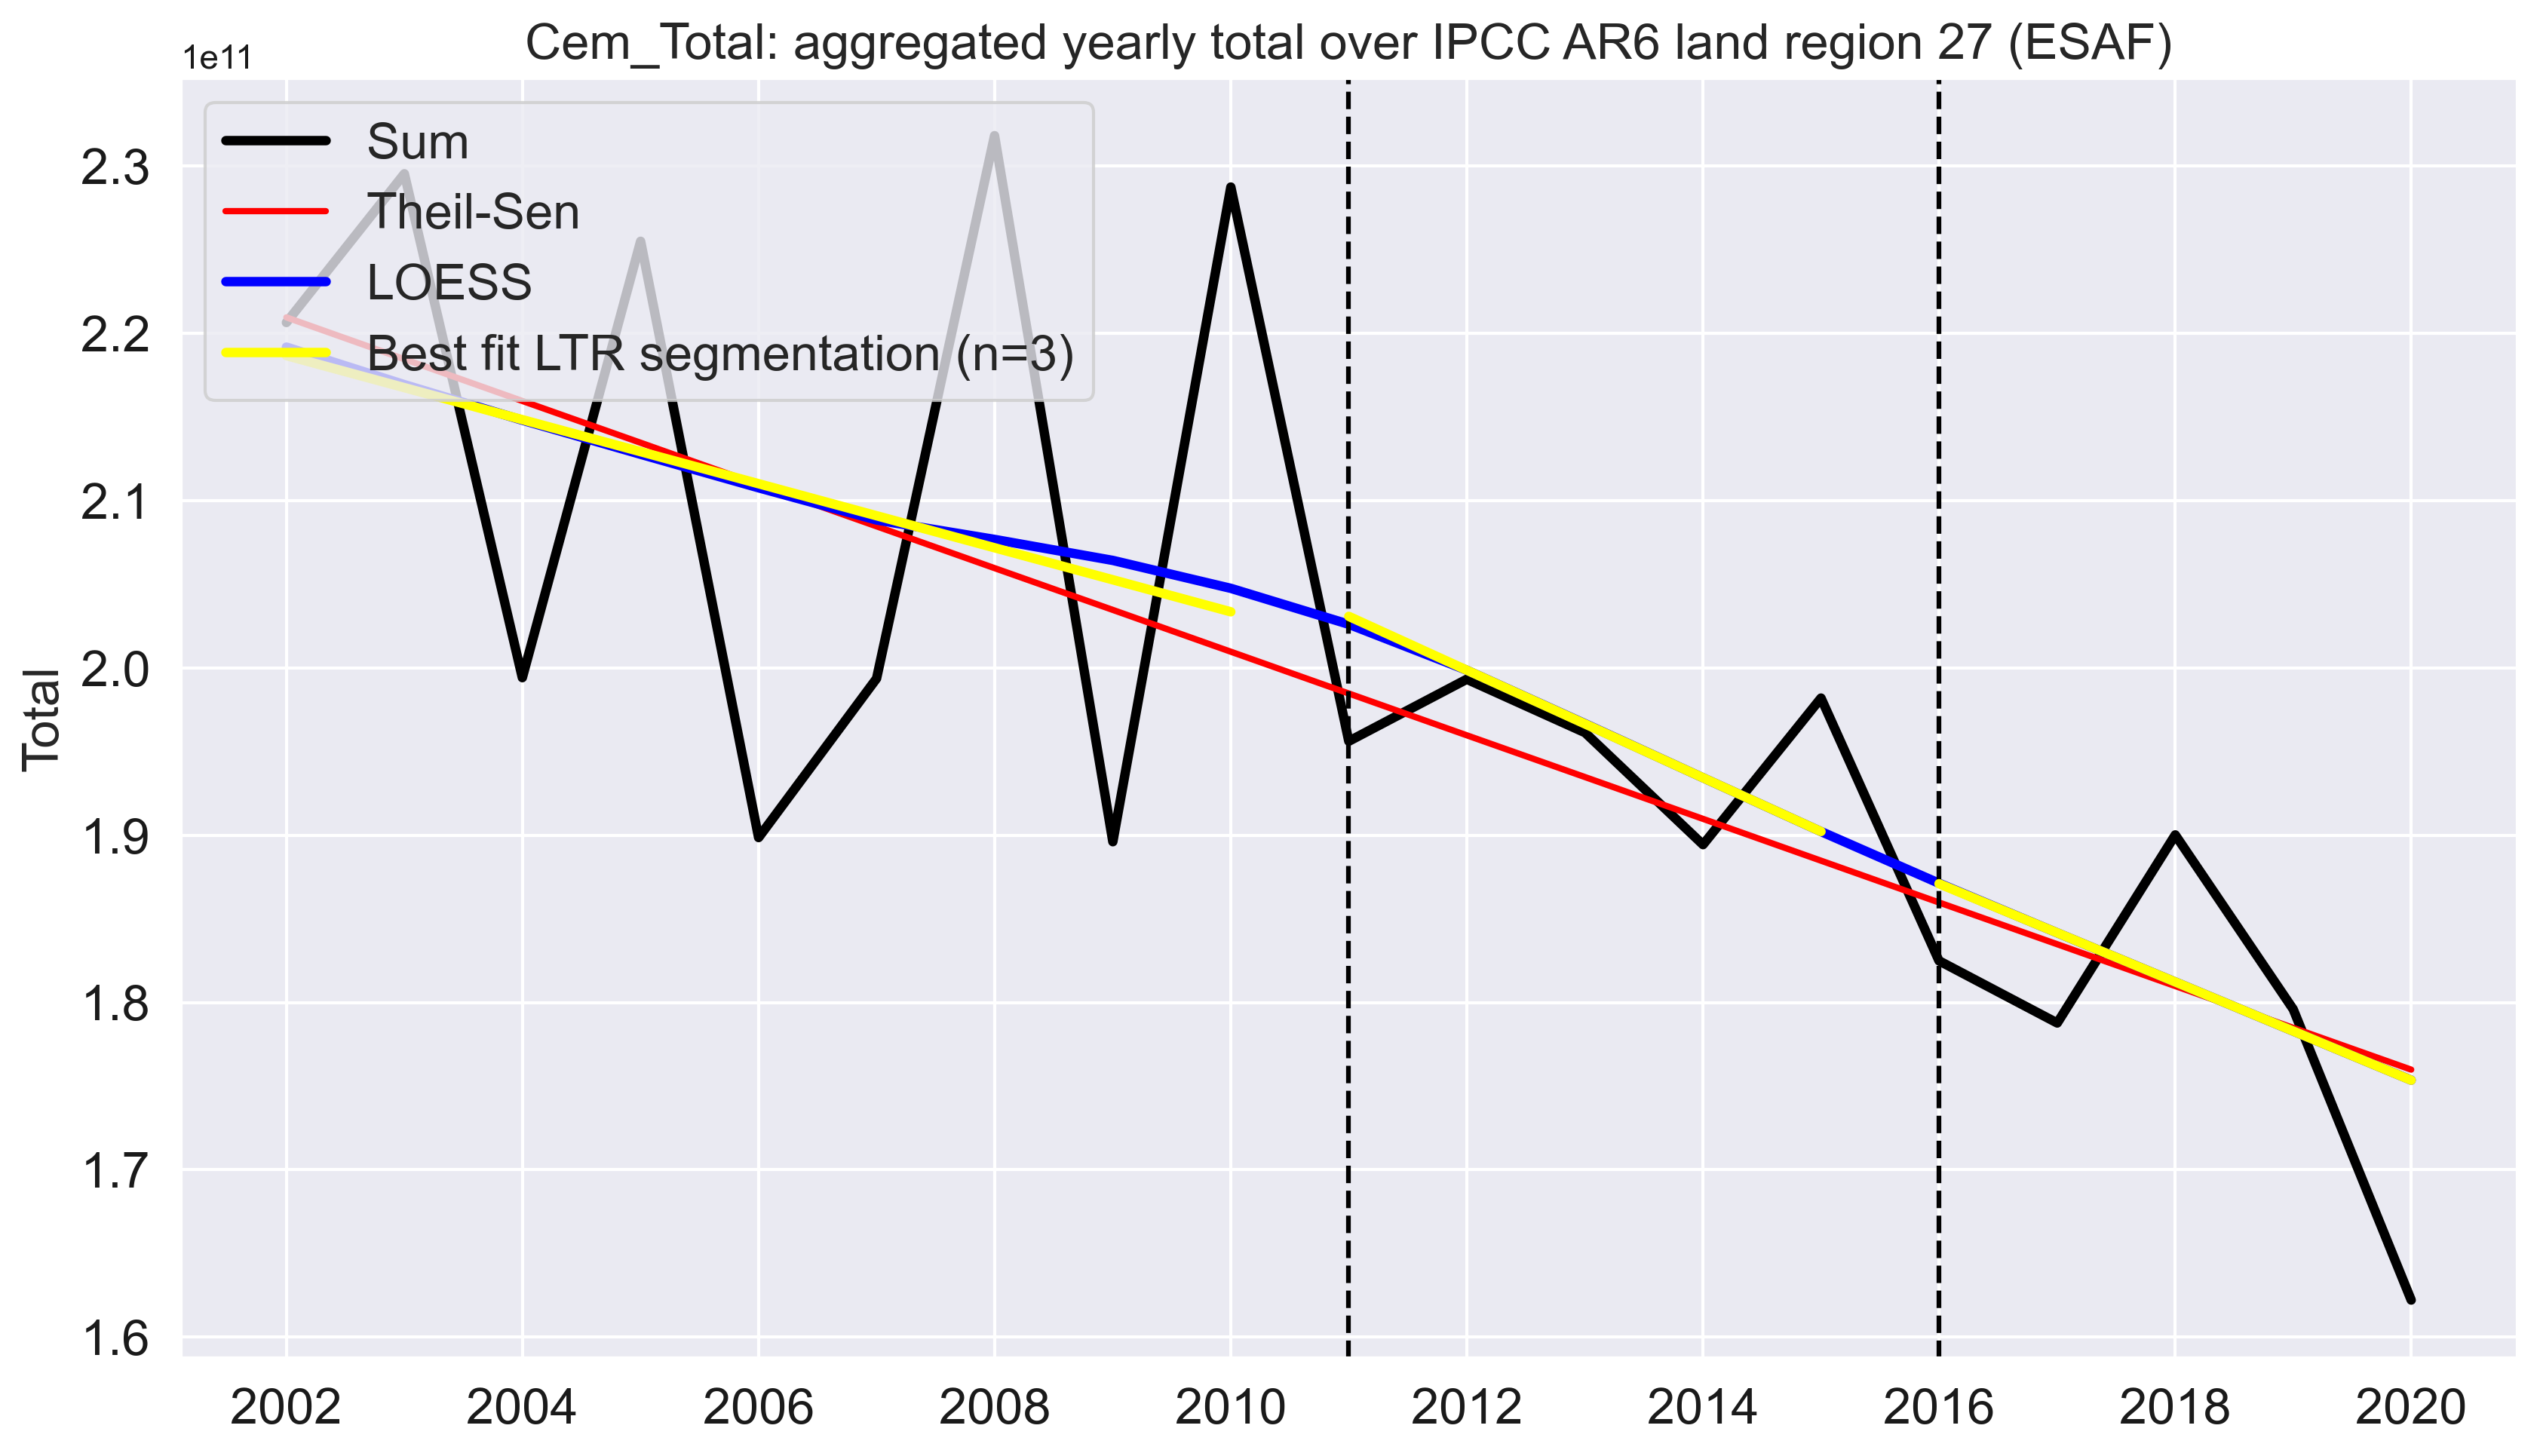 Cem_Total: aggregated yearly total over IPCC AR6 land region 27 (ESAF)
1e11
Sum
Theil-Sen
LOESS
Best fit LTR segmentation (n=3)
2.3
2.2
2.1
2.0
1.9
1.8
1.7
1.6
Total
2002 2004 2006 2008 2010 2012 2014 2016 2018 2020